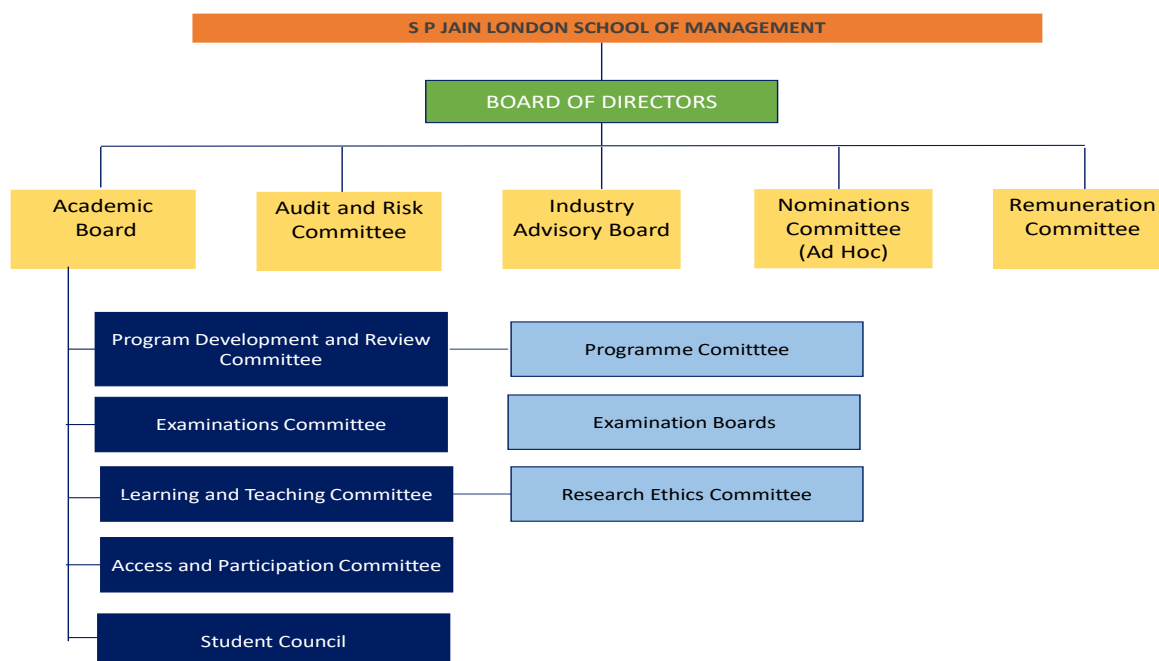 S P JAIN LONDON SCHOOL OF MANAGEMENT
BOARD OF DIRECTORS
Academic
Board
Audit and Risk
Committee
Industry
Advisory Board
Nominations
Committee
(Ad Hoc)
Remuneration
Committee
Program Development and Review
Committee
Programme Comitttee
Examinations Committee
Examination Boards
Learning and Teaching Committee
Research Ethics Committee
Access and Participation Committee
Student Council